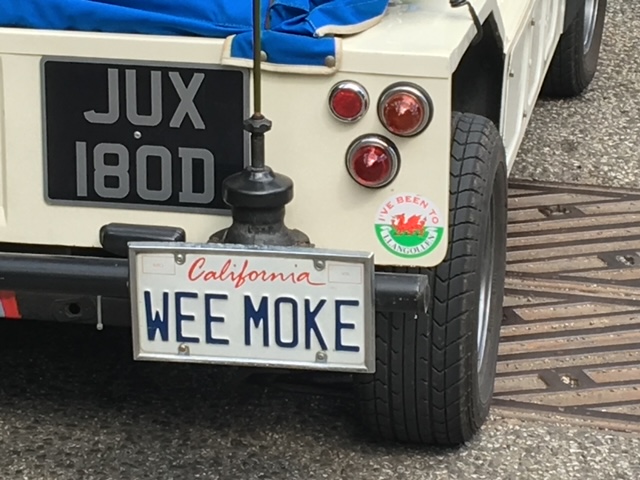 JUX
180D
I'VE BEEN TO
LLANGOLLEN
California
WEE MOKE